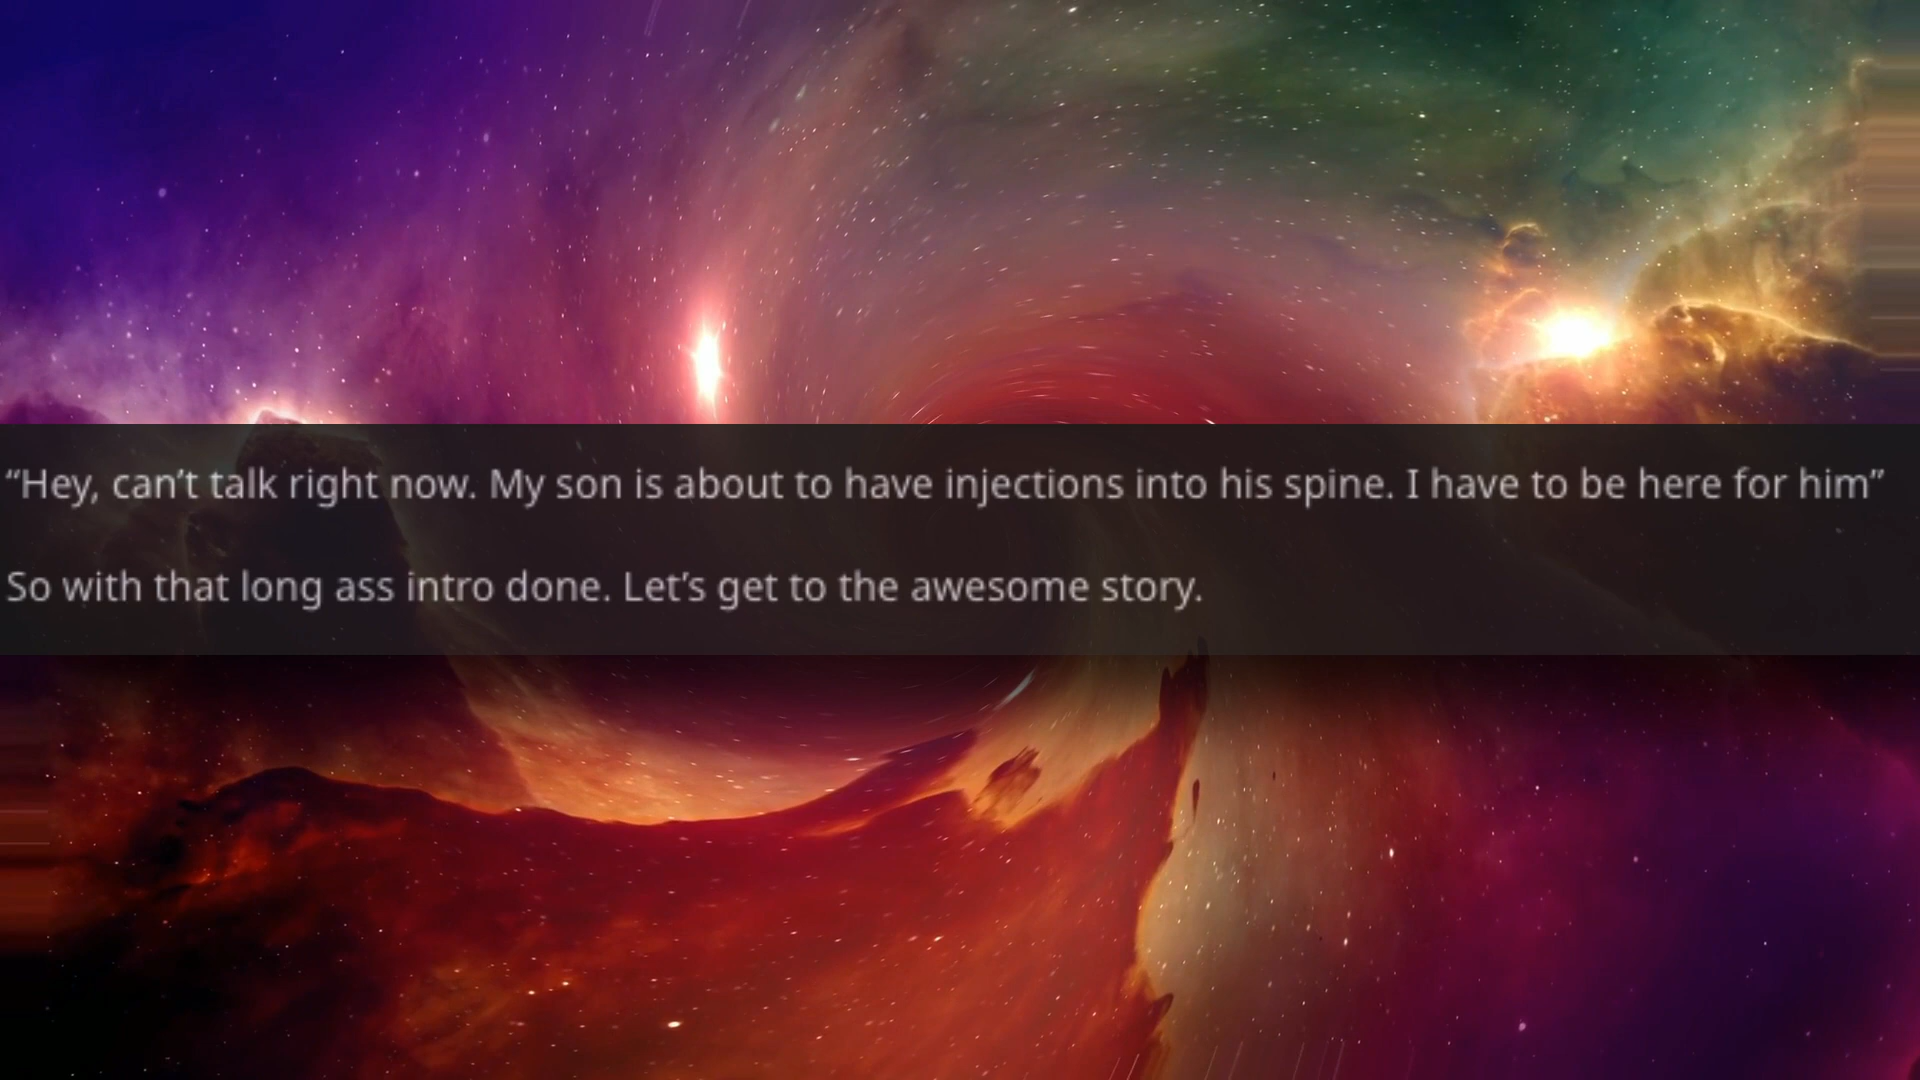 “Hey, can’t talk right now. My son is about to have injections into his spine. I have to be here for him”
So with that long ass intro done. Let’s get to the awesome story.